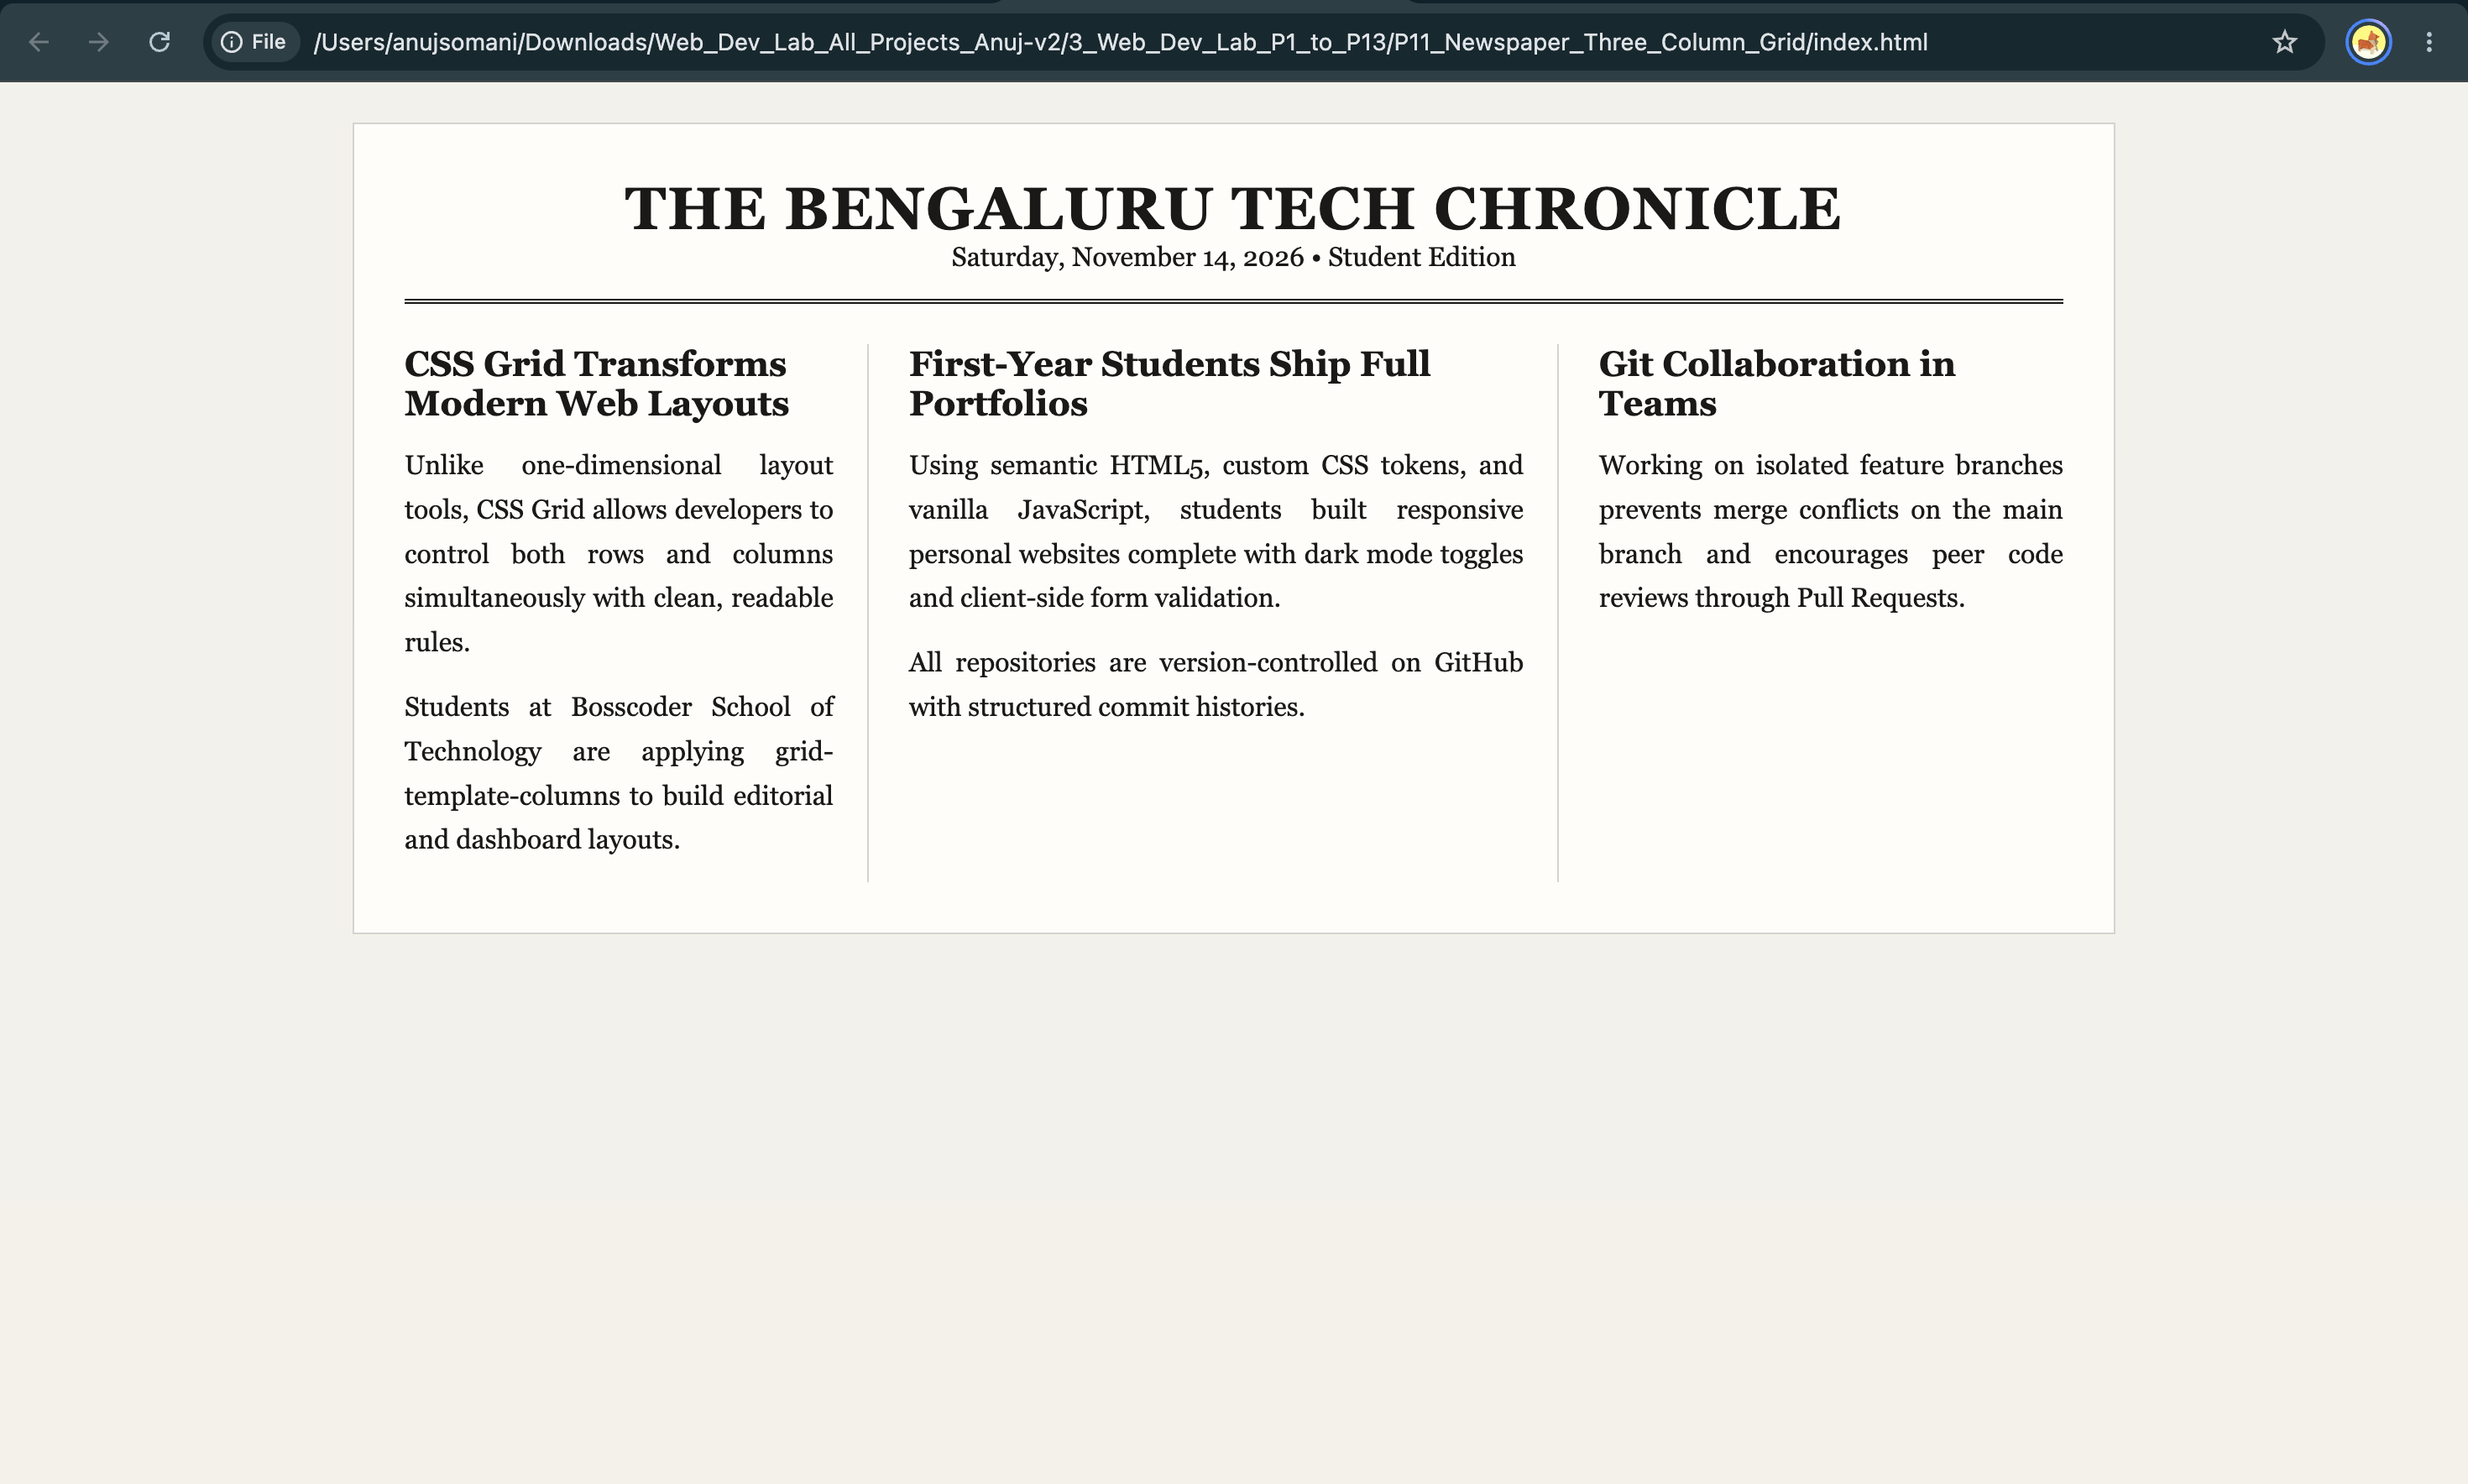 File /Users/anujsomani/Downloads/Web_Dev_Lab_All_Projects_Anuj-v2/3_Web_Dev_Lab_P1_to_P13/P11_Newspaper_Three_Column_Grid/index.html
THE BENGALURU TECH CHRONICLE
Saturday, November 14, 2026 • Student Edition
CSS Grid Transforms
Modern Web Layouts
Unlike one-dimensional layout
tools, CSS Grid allows developers to
control both rows and columns
simultaneously with clean, readable
rules.
Students at Bosscoder School of
Technology are applying grid-
template-columns to build editorial
and dashboard layouts.
First-Year Students Ship Full
Portfolios
Using semantic HTML5, custom CSS tokens, and
vanilla JavaScript, students built responsive
personal websites complete with dark mode toggles
and client-side form validation.
All repositories are version-controlled on GitHub
with structured commit histories.
Git Collaboration in
Teams
Working on isolated feature branches
prevents merge conflicts on the main
branch and encourages peer code
reviews through Pull Requests.